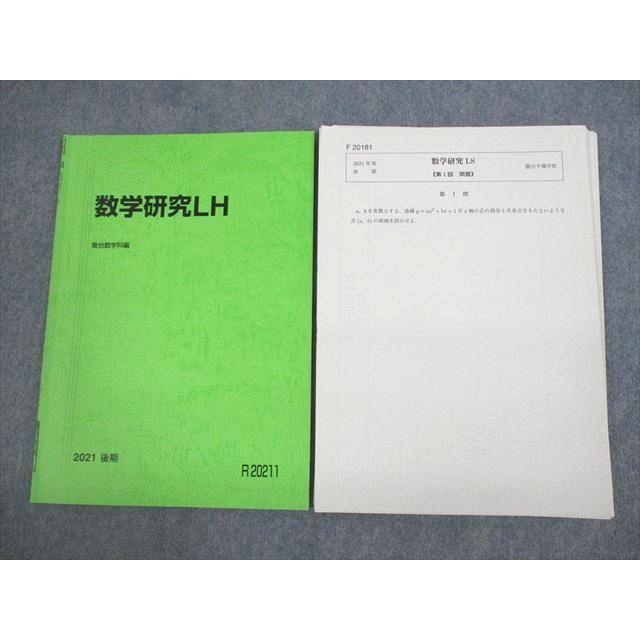 数学研究LH
駿台数学科編
2021 後期
R 20211
F 20181
2021 年度
前 期
数学研究 LS
《第1回 問題》
駿台予備学校
第 1 問
a, b を実数とする. 曲線 y = ax² + bx + 1 が x 軸の正の部分と共有点をもたないような
点 (a, b) の領域を図示せよ.